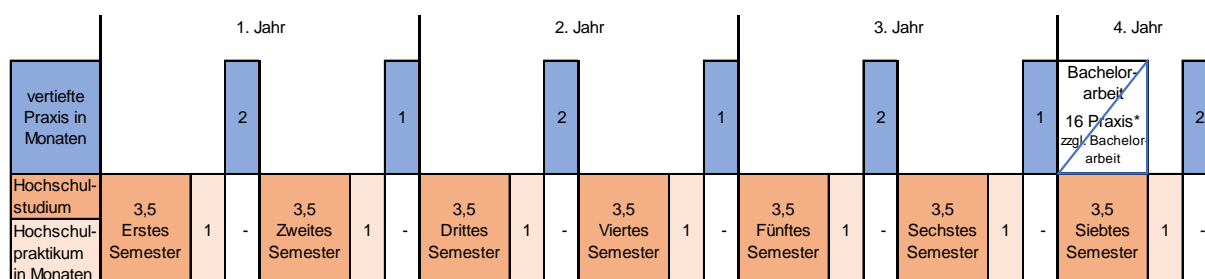 1. Jahr 2. Jahr 3. Jahr 4. Jahr
vertiefte
Praxis in
Monaten
2 1 2 1 2 1 2
Bachelor-
arbeit
16 Praxis*
zzgl. Bachelor-
arbeit
Hochschul-
studium
Hochschul-
praktikum
in Monaten
3,5
Erstes
Semester
1 -
3,5
Zweites
Semester
1 -
3,5
Drittes
Semester
1 -
3,5
Viertes
Semester
1 -
3,5
Fünftes
Semester
1 -
3,5
Sechstes
Semester
1 -
3,5
Siebtes
Semester
1 -